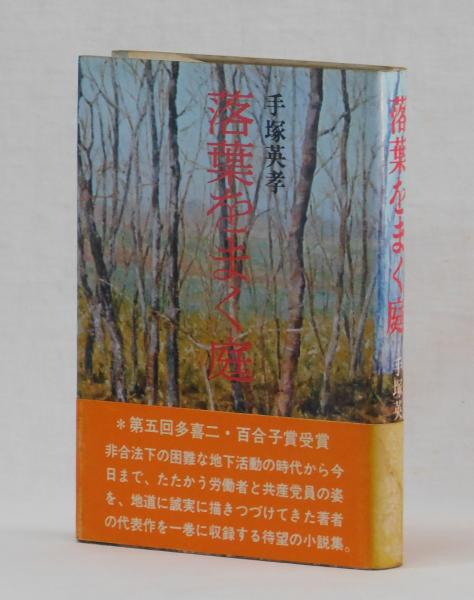 手塚英孝
落葉をまく庭
＊第五回多喜二・百合子賞受賞
非合法下の困難な地下活動の時代から今
日まで、たたかう労働者と共産党員の姿
を、地道に誠実に描きつづけてきた著者
の代表作を一巻に収録する待望の小説集。
落葉をまく庭
手塚英